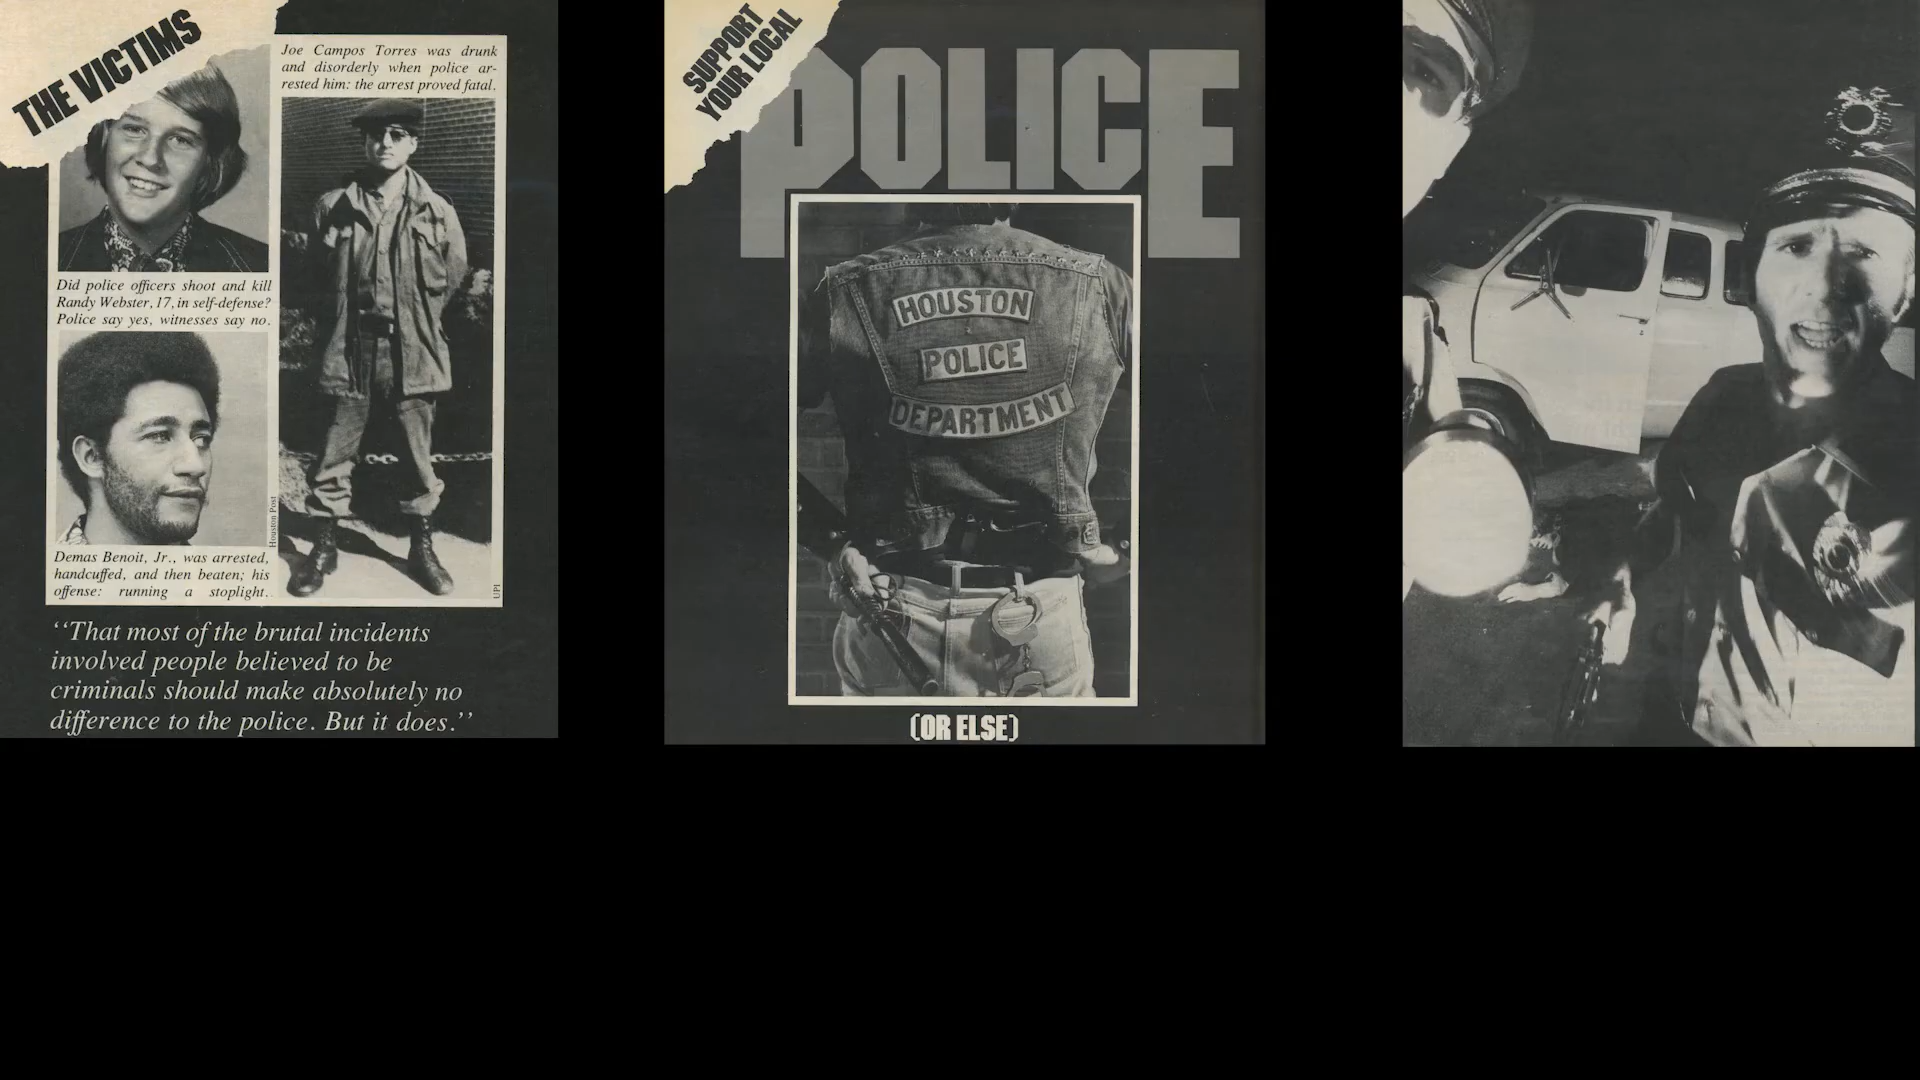 THE VICTIMS
Joe Campos Torres was drunk
and disorderly when police ar-
rested him: the arrest proved fatal.
Did police officers shoot and kill
Randy Webster, 17, in self-defense?
Police say yes, witnesses say no.
Houston Post
Demas Benoit, Jr., was arrested,
handcuffed, and then beaten; his
offense: running a stoplight.
UPI
‘‘That most of the brutal incidents
involved people believed to be
criminals should make absolutely no
difference to the police. But it does.’’
SUPPORT
YOUR LOCAL
POLICE
HOUSTON
POLICE
DEPARTMENT
(OR ELSE)